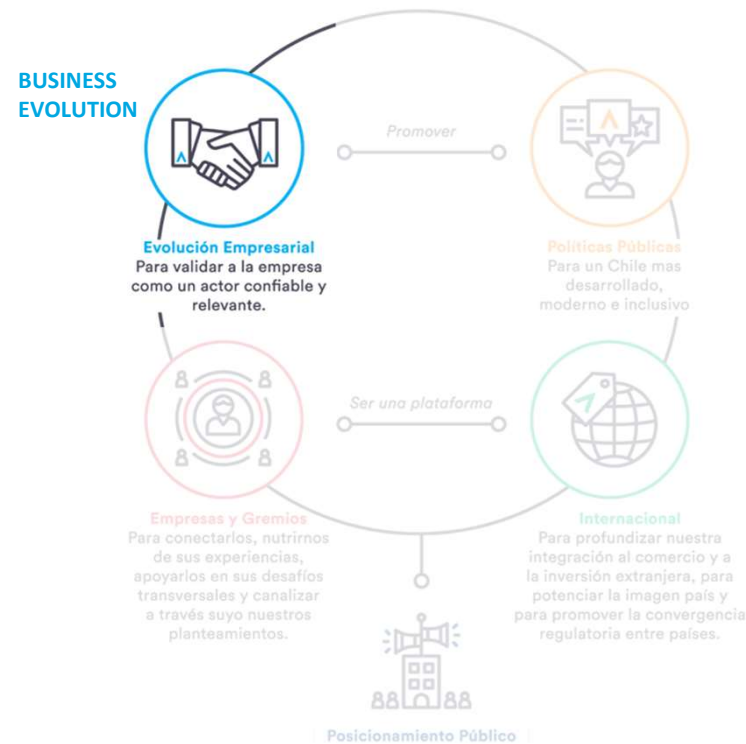 BUSINESS
EVOLUTION
Promover
Evolución Empresarial
Para validar a la empresa
como un actor confiable y
relevante.
Políticas Públicas
Para un Chile mas
desarrollado,
moderno e inclusivo
Ser una plataforma
Empresas y Gremios
Para conectarlos, nutrirnos
de sus experiencias,
apoyarlos en sus desafíos
transversales y canalizar
a través suyo nuestros
planteamientos.
Internacional
Para profundizar nuestra
integración al comercio y a
la inversión extranjera, para
potenciar la imagen país y
para promover la convergencia
regulatoria entre países.
Posicionamiento Público